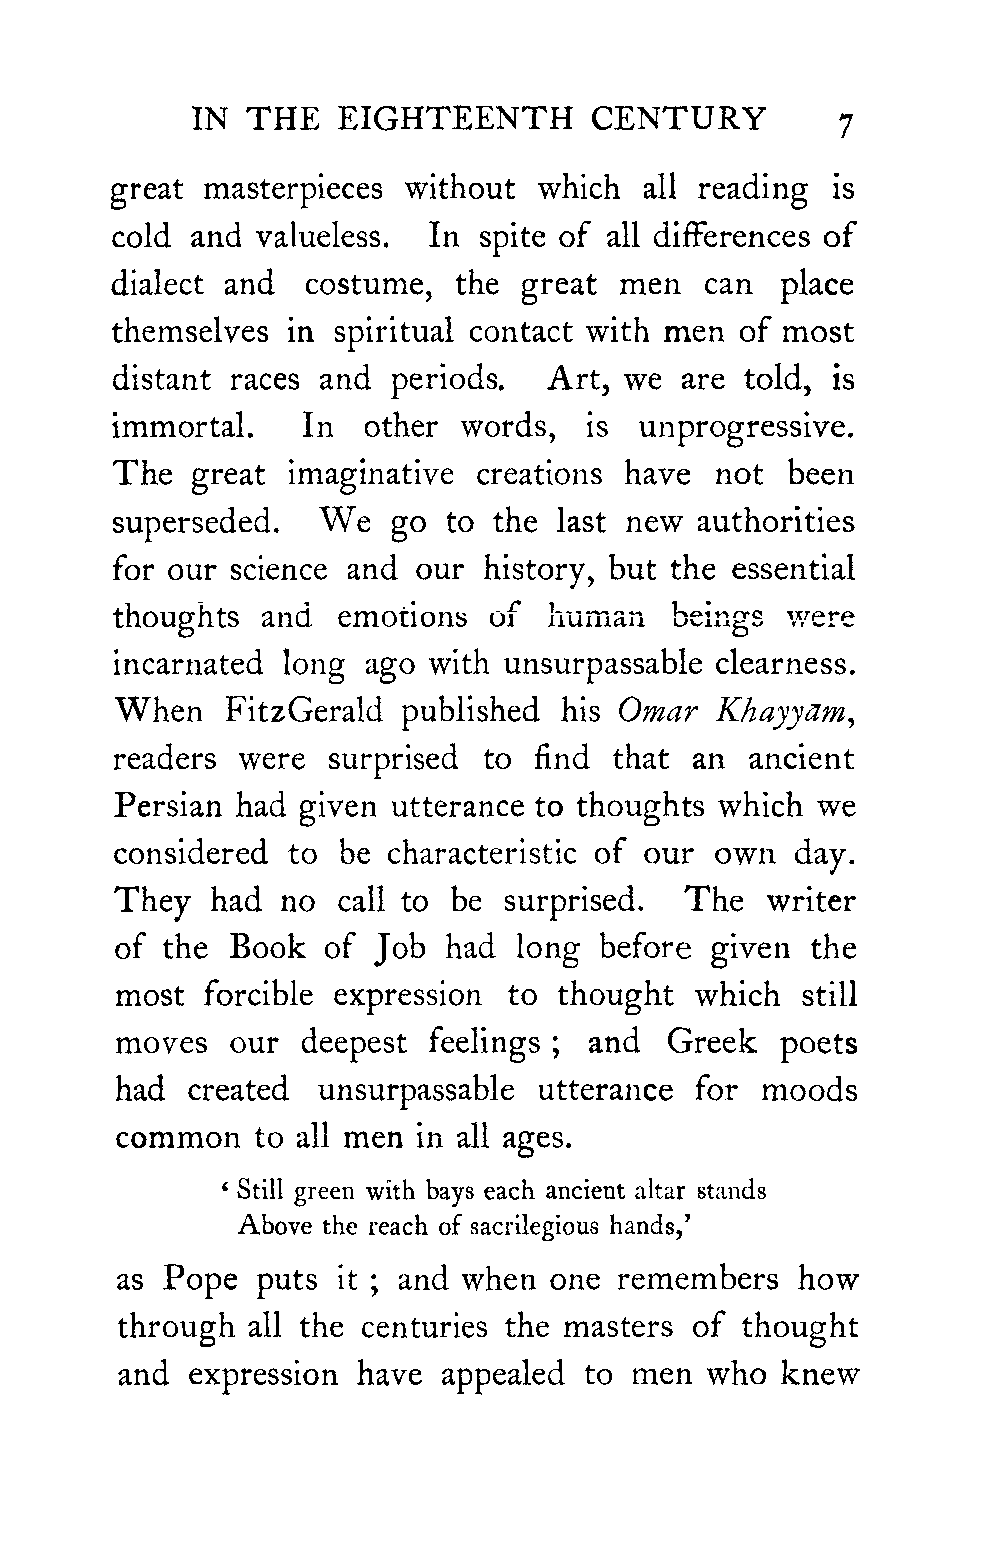 IN THE EIGHTEENTH CENTURY 7
great masterpieces without which all reading is
cold and valueless. In spite of all differences of
dialect and costume, the great men can place
themselves in spiritual contact with men of most
distant races and periods. Art, we are told, is
immortal. In other words, is unprogressive.
The great imaginative creations have not been
superseded. We go to the last new authorities
for our science and our history, but the essential
thoughts and emotions of human beings were
incarnated long ago with unsurpassable clearness.
When FitzGerald published his Omar Khayyām,
readers were surprised to find that an ancient
Persian had given utterance to thoughts which we
considered to be characteristic of our own day.
They had no call to be surprised. The writer
of the Book of Job had long before given the
most forcible expression to thought which still
moves our deepest feelings ; and Greek poets
had created unsurpassable utterance for moods
common to all men in all ages.
‘ Still green with bays each ancient altar stands
Above the reach of sacrilegious hands,’
as Pope puts it ; and when one remembers how
through all the centuries the masters of thought
and expression have appealed to men who knew